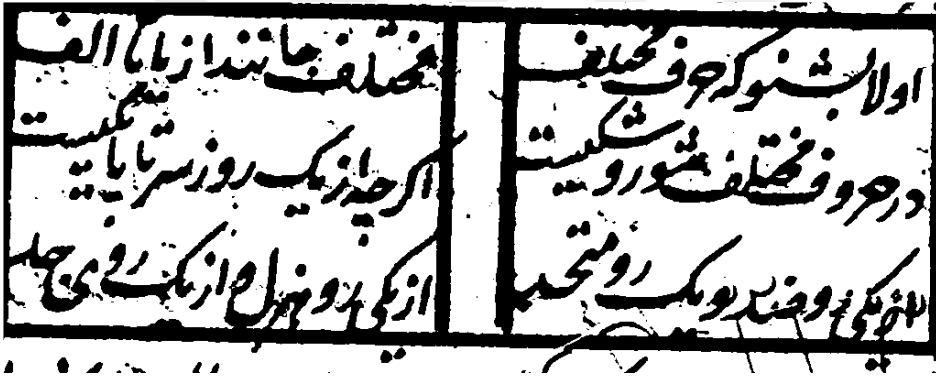 اولا بشنو که حرف مختلف مختلف جانند از یا تا الف
در حروف مختلف شور و شکیست اگرچه از یک رو ز سر تا پا یکیست
از یکی رو ضد و یک رو متحد از یکی رو هزل و از یک روی جد